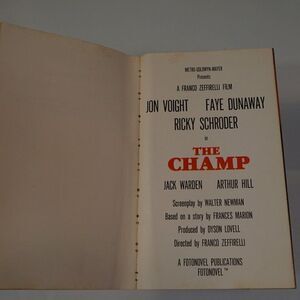 METRO-GOLDWYN-MAYER
Presents
A FRANCO ZEFFIRELLI FILM
JON VOIGHT FAYE DUNAWAY
RICKY SCHRODER
in
THE
CHAMP
JACK WARDEN ARTHUR HILL
Screenplay by WALTER NEWMAN
Based on a story by FRANCES MARION
Produced by DYSON LOVELL
Directed by FRANCO ZEFFIRELLI
A FOTONOVEL PUBLICATIONS
FOTONOVEL™